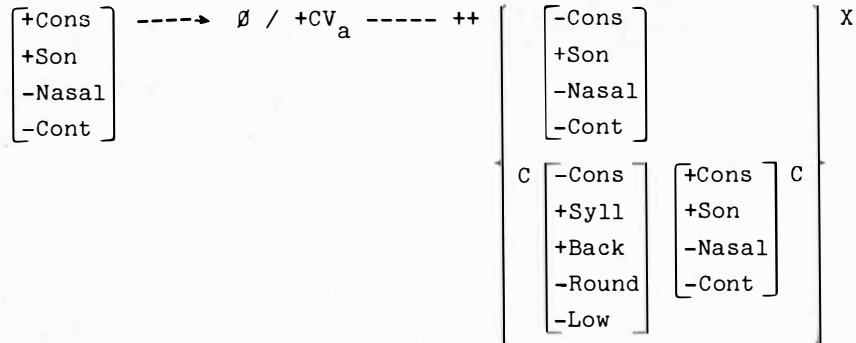 +Cons ----→ Ø / +CVₐ ----- ++ -Cons X
+Son +Son
-Nasal -Nasal
-Cont -Cont
C -Cons +Cons C
+Syll +Son
+Back -Nasal
-Round -Cont
-Low